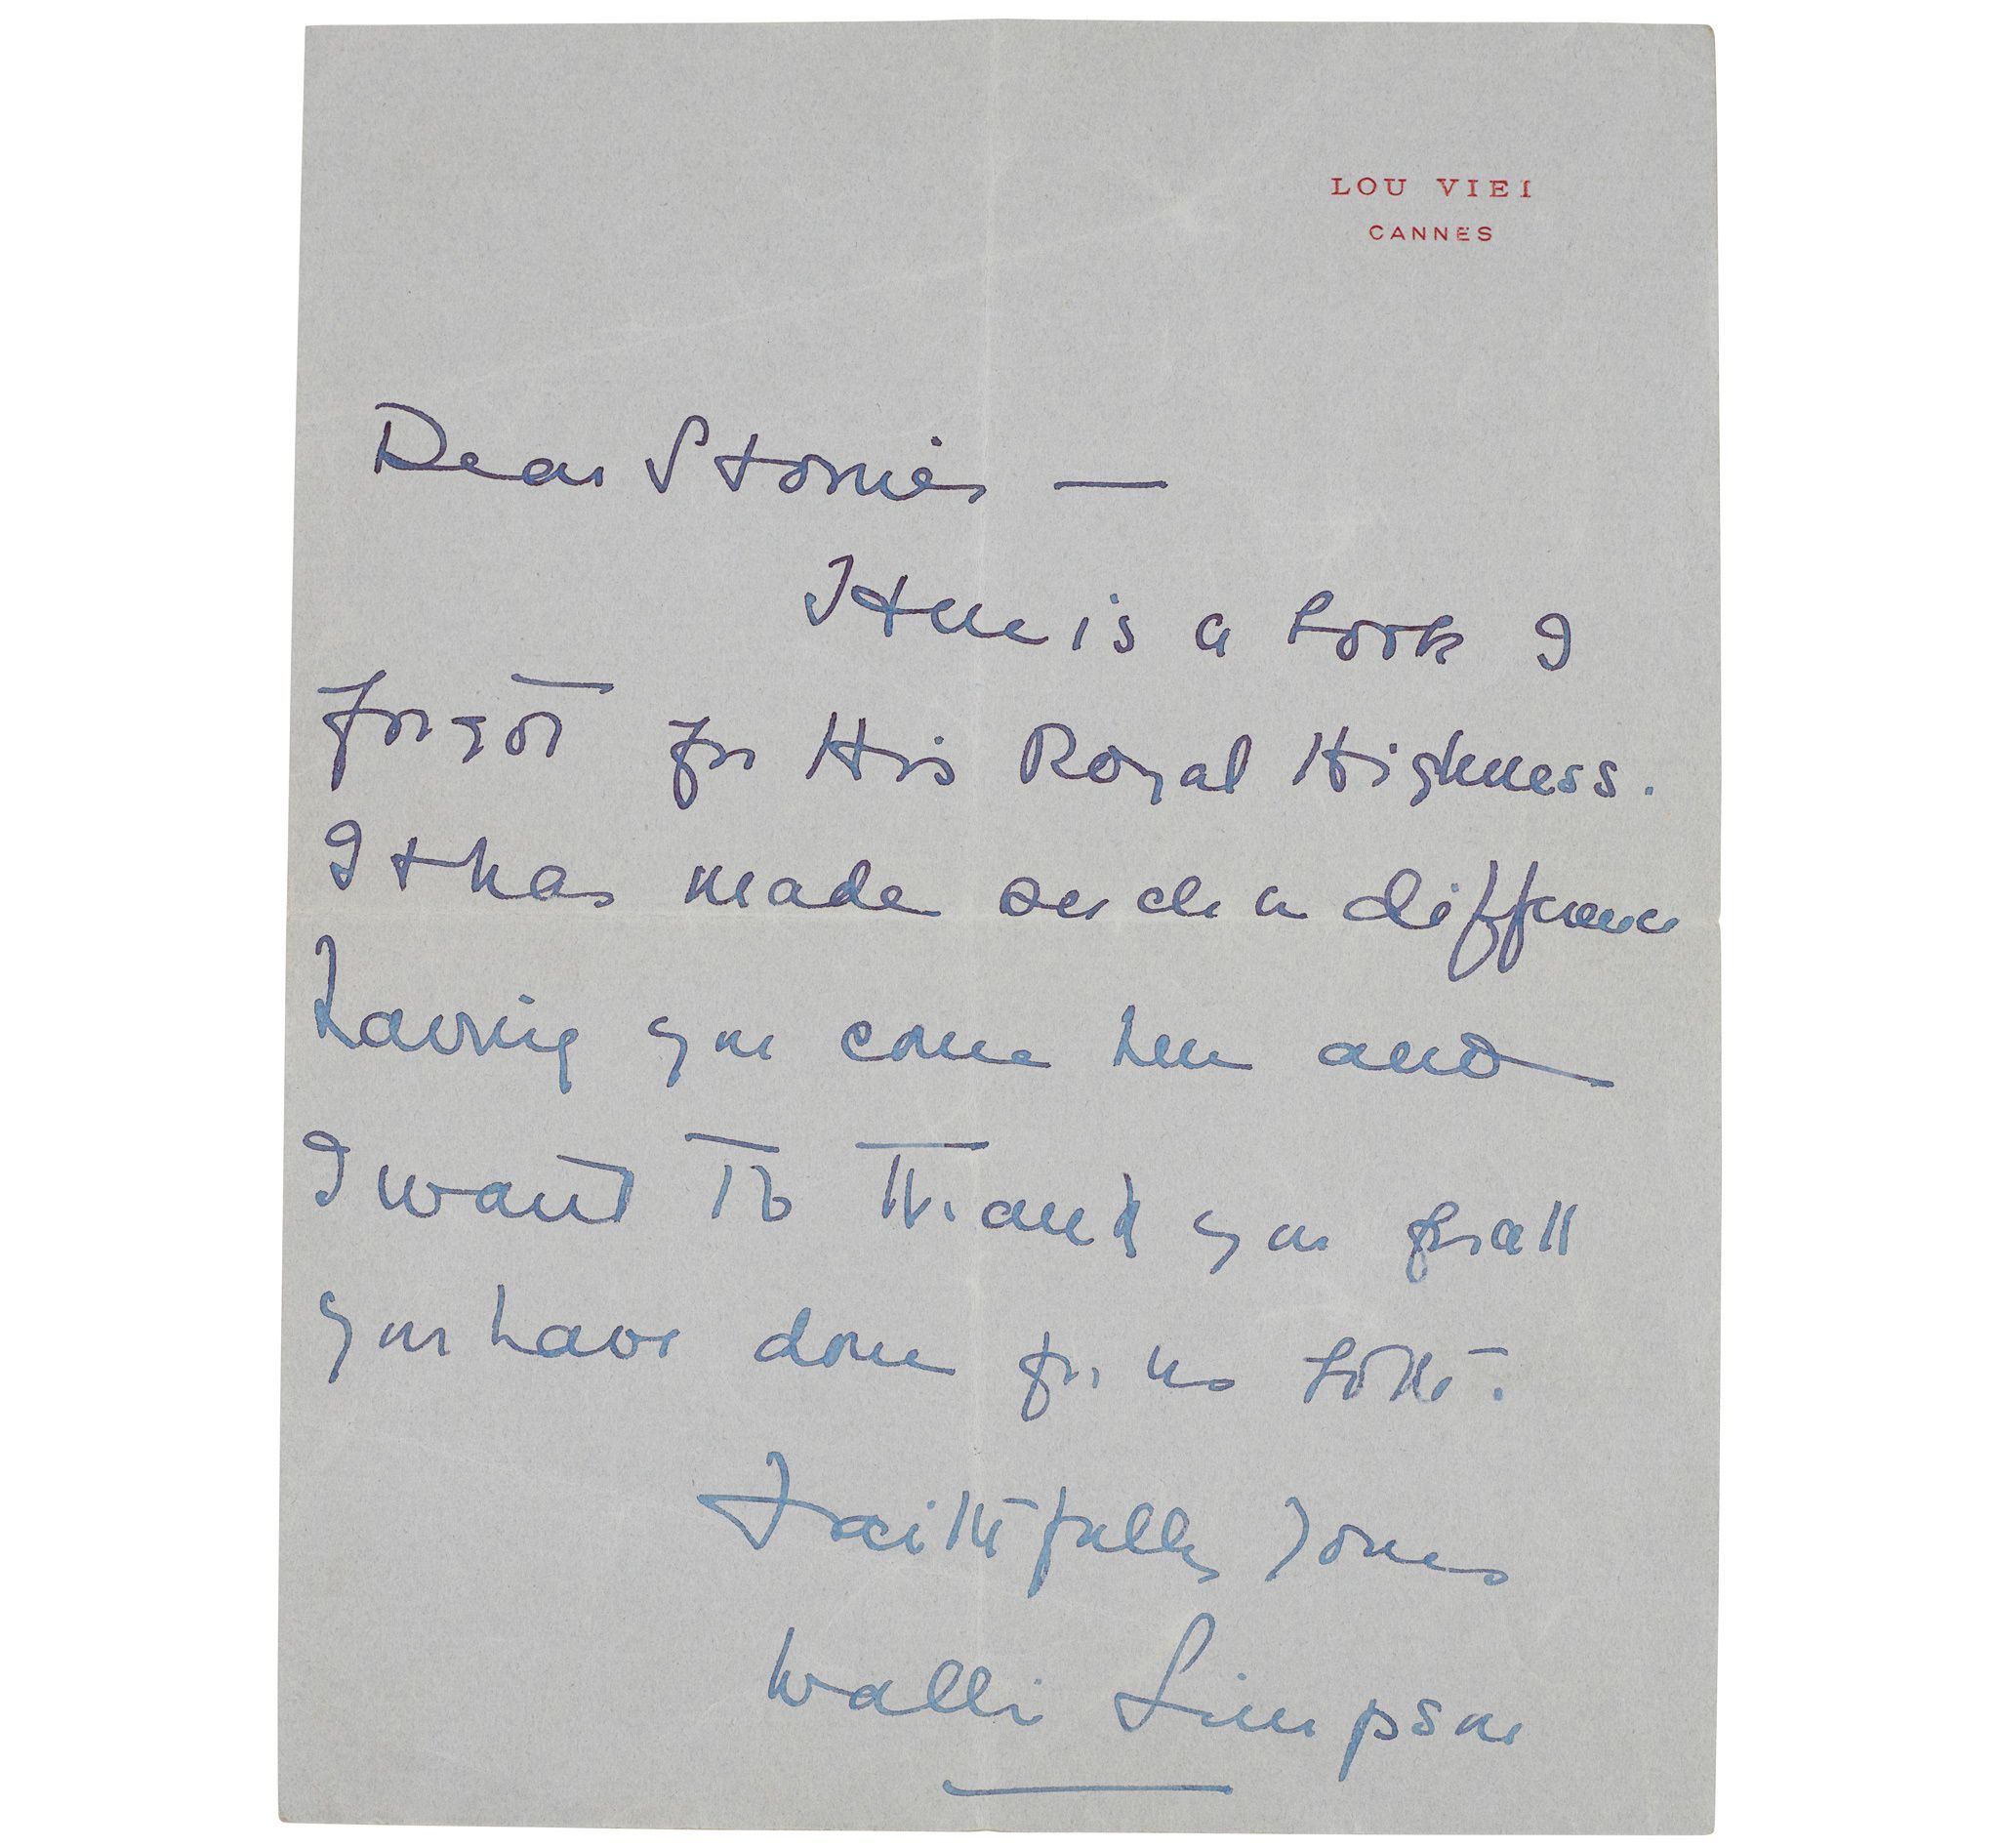 LOU VIEI
CANNES
Dear Storier —
Here is a book I
forgot for His Royal Highness.
It has made such a difference
having you come here and
I want to thank you for all
you have done for us both.
Faithfully yours
Wallis Simpson